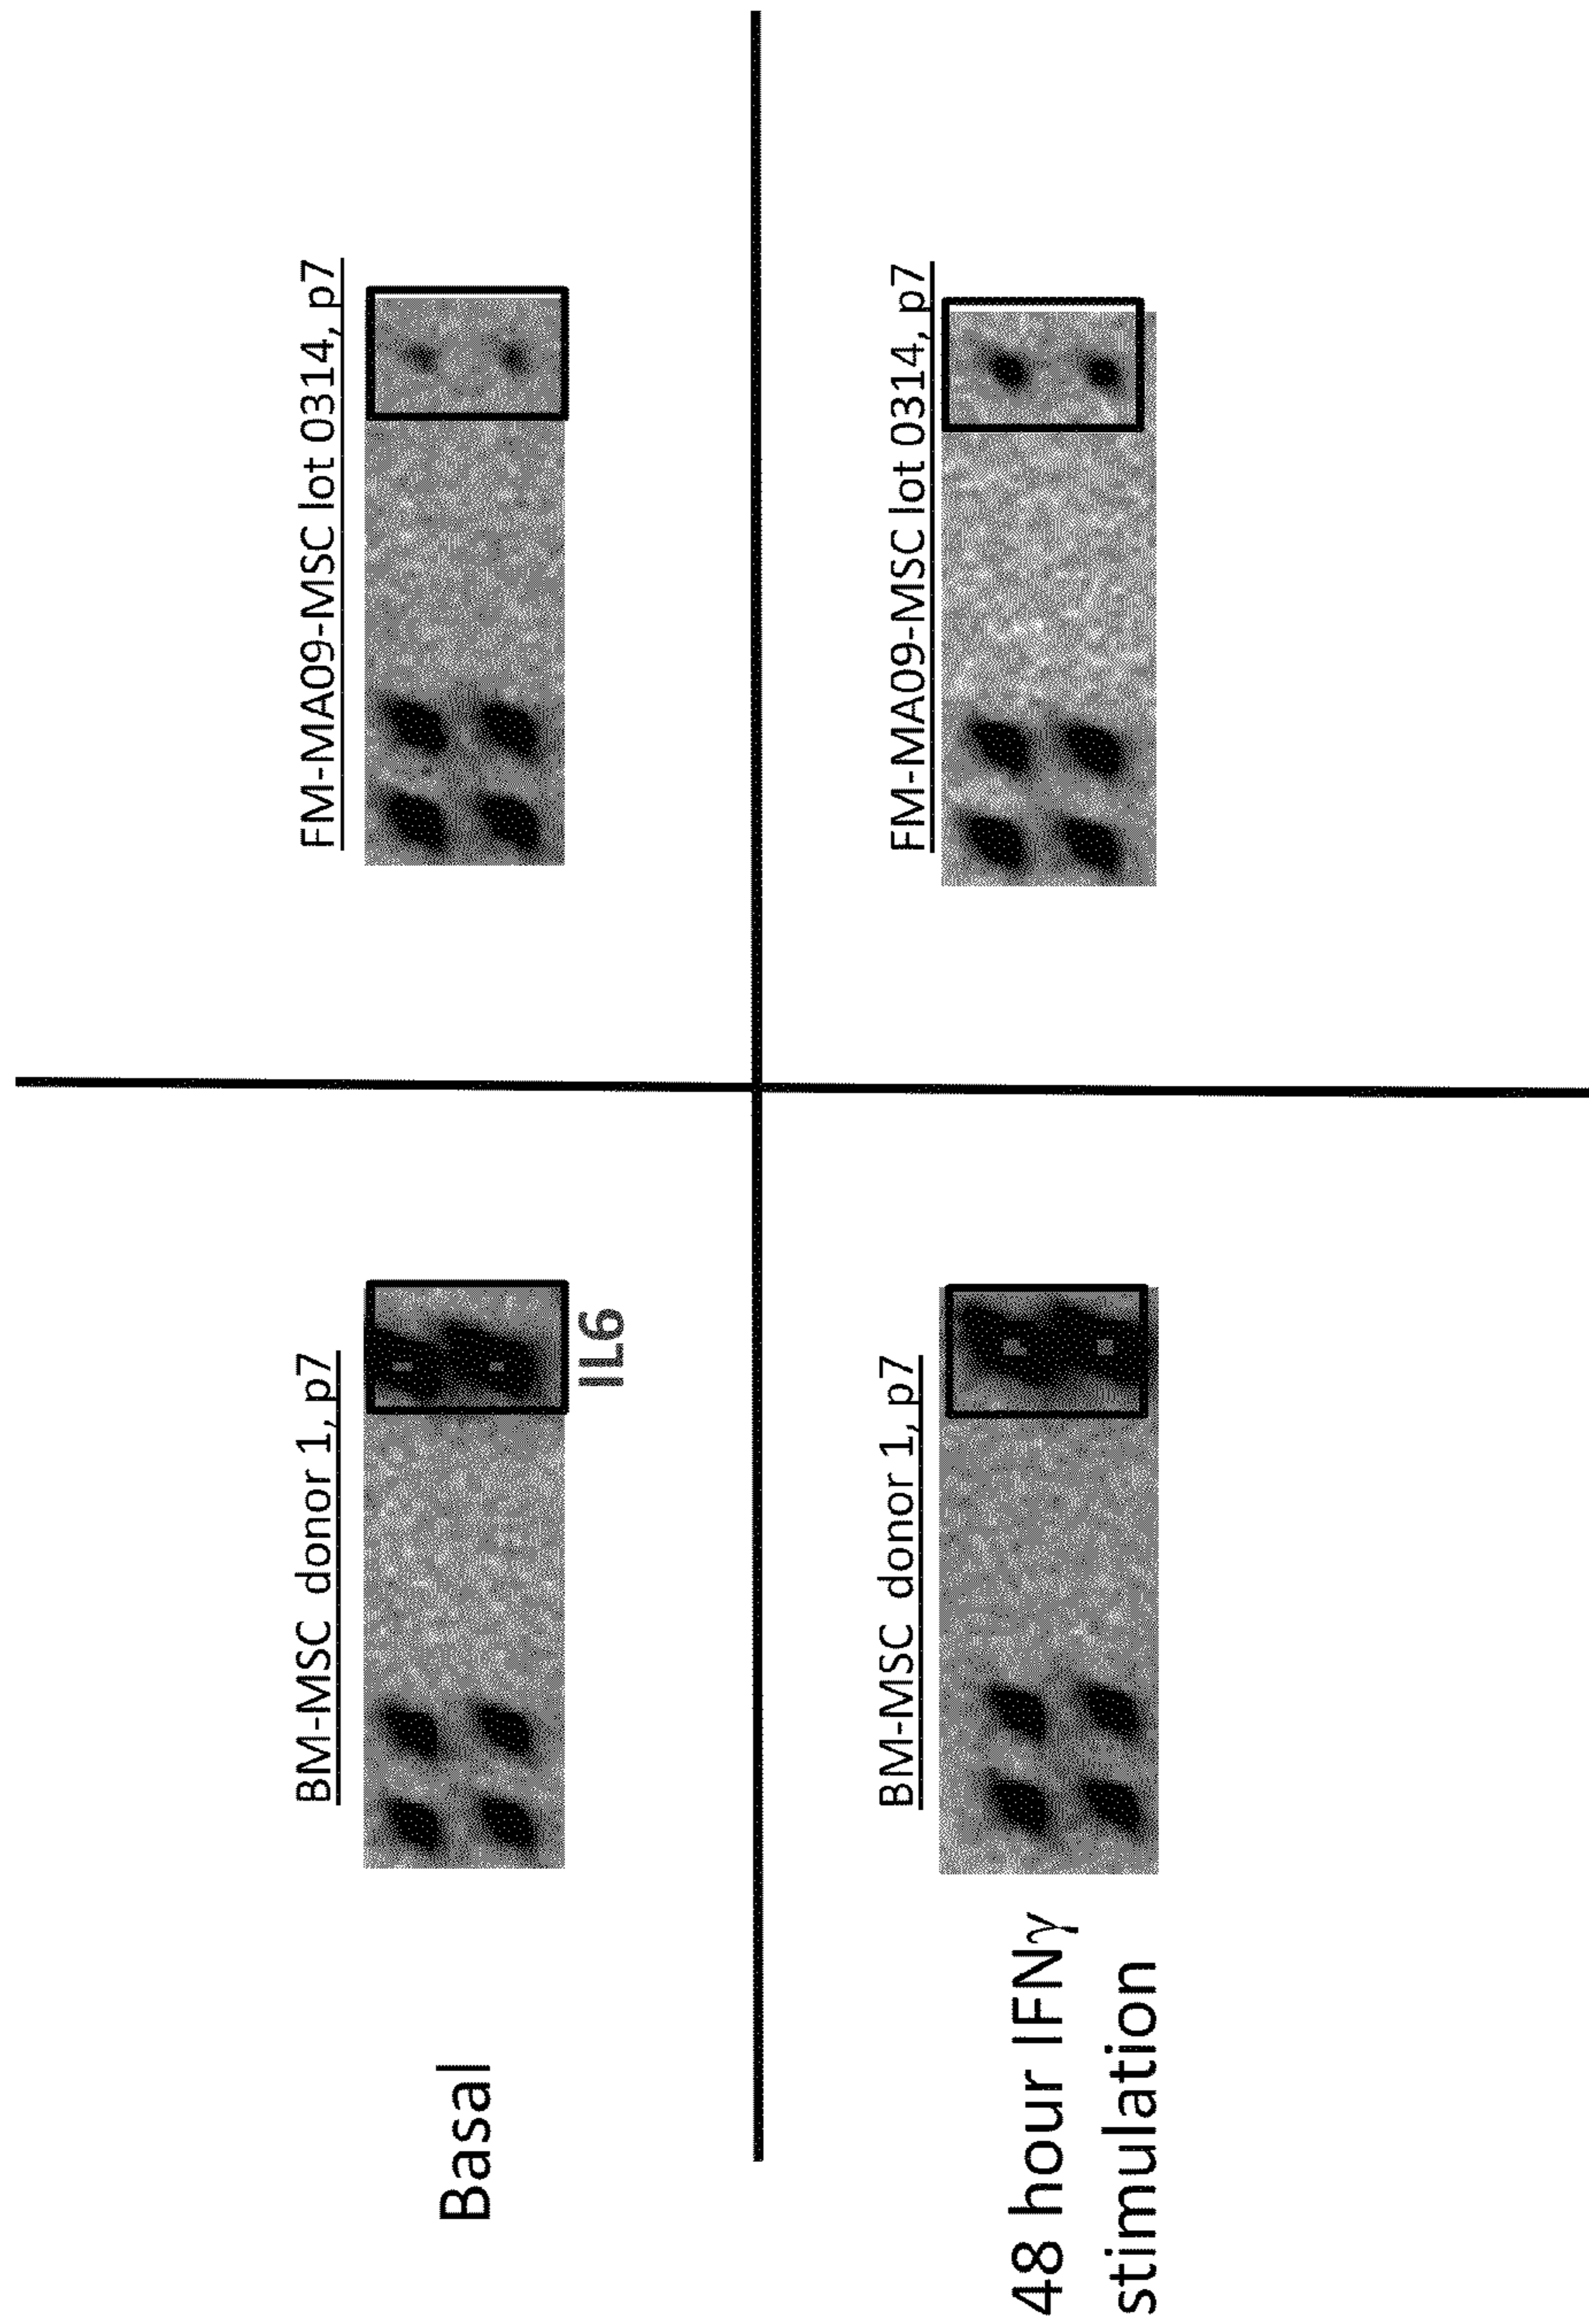 BM-MSC donor 1, p7
FM-MA09-MSC lot 0314, p7
Basal
IL6
BM-MSC donor 1, p7
FM-MA09-MSC lot 0314, p7
48 hour IFNγ
stimulation